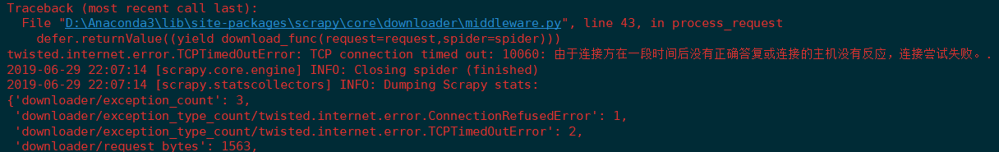 Traceback (most recent call last):
File "D:\Anaconda3\lib\site-packages\scrapy\core\downloader\middleware.py", line 43, in process_request
defer.returnValue((yield download_func(request=request,spider=spider)))
twisted.internet.error.TCPTimedOutError: TCP connection timed out: 10060: 由于连接方在一段时间后没有正确答复或连接的主机没有反应，连接尝试失败。.
2019-06-29 22:07:14 [scrapy.core.engine] INFO: Closing spider (finished)
2019-06-29 22:07:14 [scrapy.statscollectors] INFO: Dumping Scrapy stats:
{'downloader/exception_count': 3,
'downloader/exception_type_count/twisted.internet.error.ConnectionRefusedError': 1,
'downloader/exception_type_count/twisted.internet.error.TCPTimedOutError': 2,
'downloader/request_bytes': 1563,